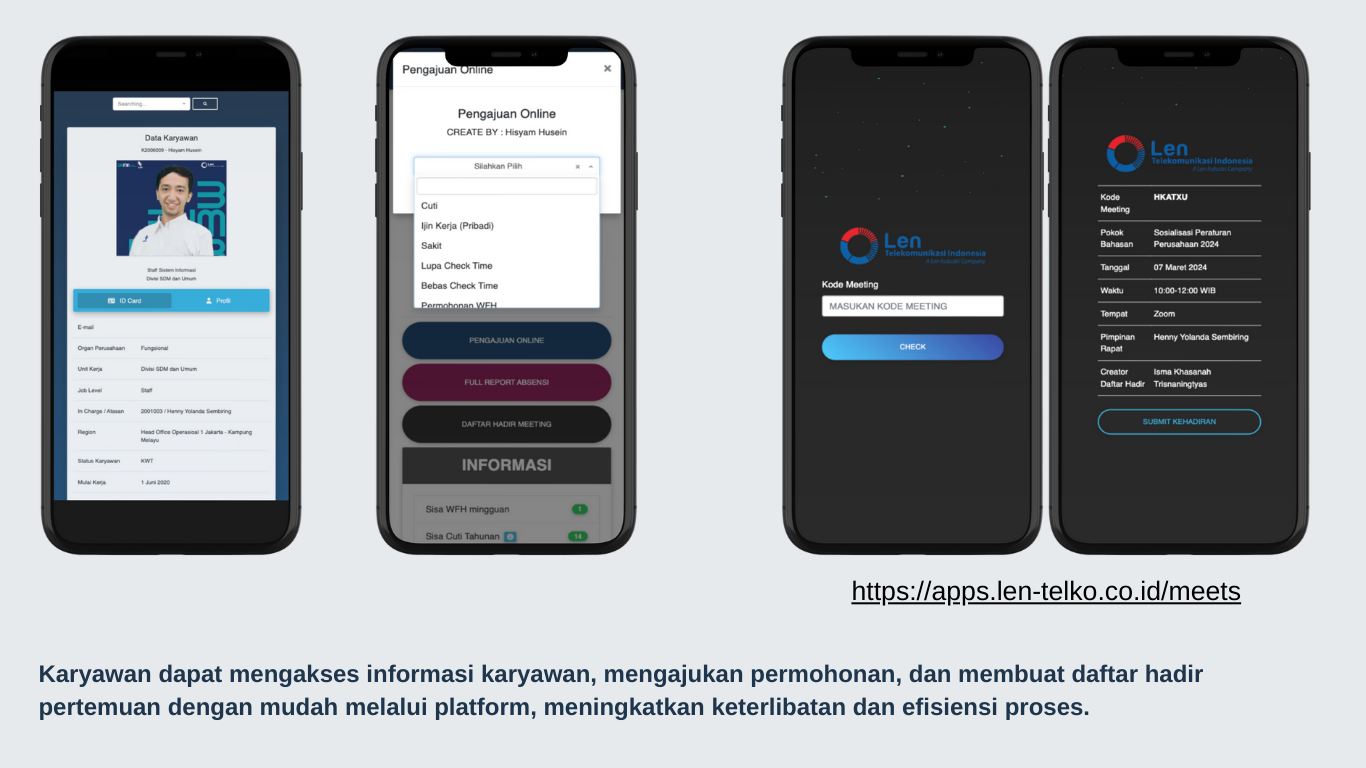 Searching...
Data Karyawan
K2006009 - Hisyam Husein
Staff Sistem Informasi
Divisi SDM dan Umum
ID Card
Profil
E-mail
Organ Perusahaan Fungsional
Unit Kerja Divisi SDM dan Umum
Job Level Staff
In Charge / Atasan 2001003 / Henny Yolanda Sembiring
Region Head Office Operasioal 1 Jakarta - Kampung
Melayu
Status Karyawan KWT
Mulai Kerja 1 Juni 2020
Pengajuan Online ×
Pengajuan Online
CREATE BY : Hisyam Husein
Silahkan Pilih ×
Cuti
Ijin Kerja (Pribadi)
Sakit
Lupa Check Time
Bebas Check Time
Permohonan WFH
PENGAJUAN ONLINE
FULL REPORT ABSENSI
DAFTAR HADIR MEETING
INFORMASI
Sisa WFH mingguan 1
Sisa Cuti Tahunan 14
Len
Telekomunikasi Indonesia
A Len Industri Company
Kode Meeting
MASUKAN KODE MEETING
CHECK
Len
Telekomunikasi Indonesia
A Len Industri Company
Kode HKATXU
Meeting
Pokok Sosialisasi Peraturan
Bahasan Perusahaan 2024
Tanggal 07 Maret 2024
Waktu 10:00-12:00 WIB
Tempat Zoom
Pimpinan Henny Yolanda Sembiring
Rapat
Creator Isma Khasanah
Daftar Hadir Trisnaningtyas
SUBMIT KEHADIRAN
https://apps.len-telko.co.id/meets
Karyawan dapat mengakses informasi karyawan, mengajukan permohonan, dan membuat daftar hadir
pertemuan dengan mudah melalui platform, meningkatkan keterlibatan dan efisiensi proses.